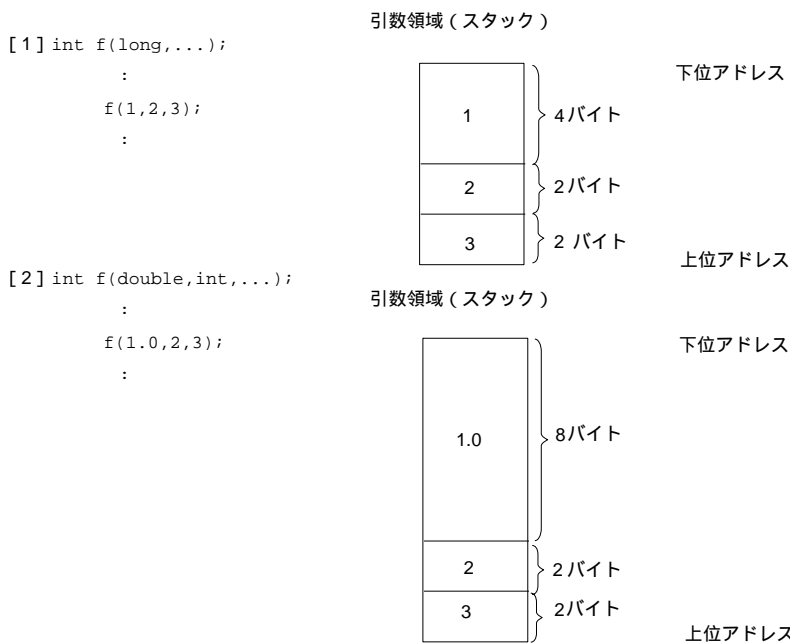 引数領域（スタック）
[1] int f(long,...);
:
f(1,2,3);
:
下位アドレス
1
4バイト
2
2バイト
3
2 バイト
上位アドレス
[2] int f(double,int,...);
:
f(1.0,2,3);
:
引数領域（スタック）
下位アドレス
1.0
8バイト
2
2バイト
3
2バイト
上位アドレス